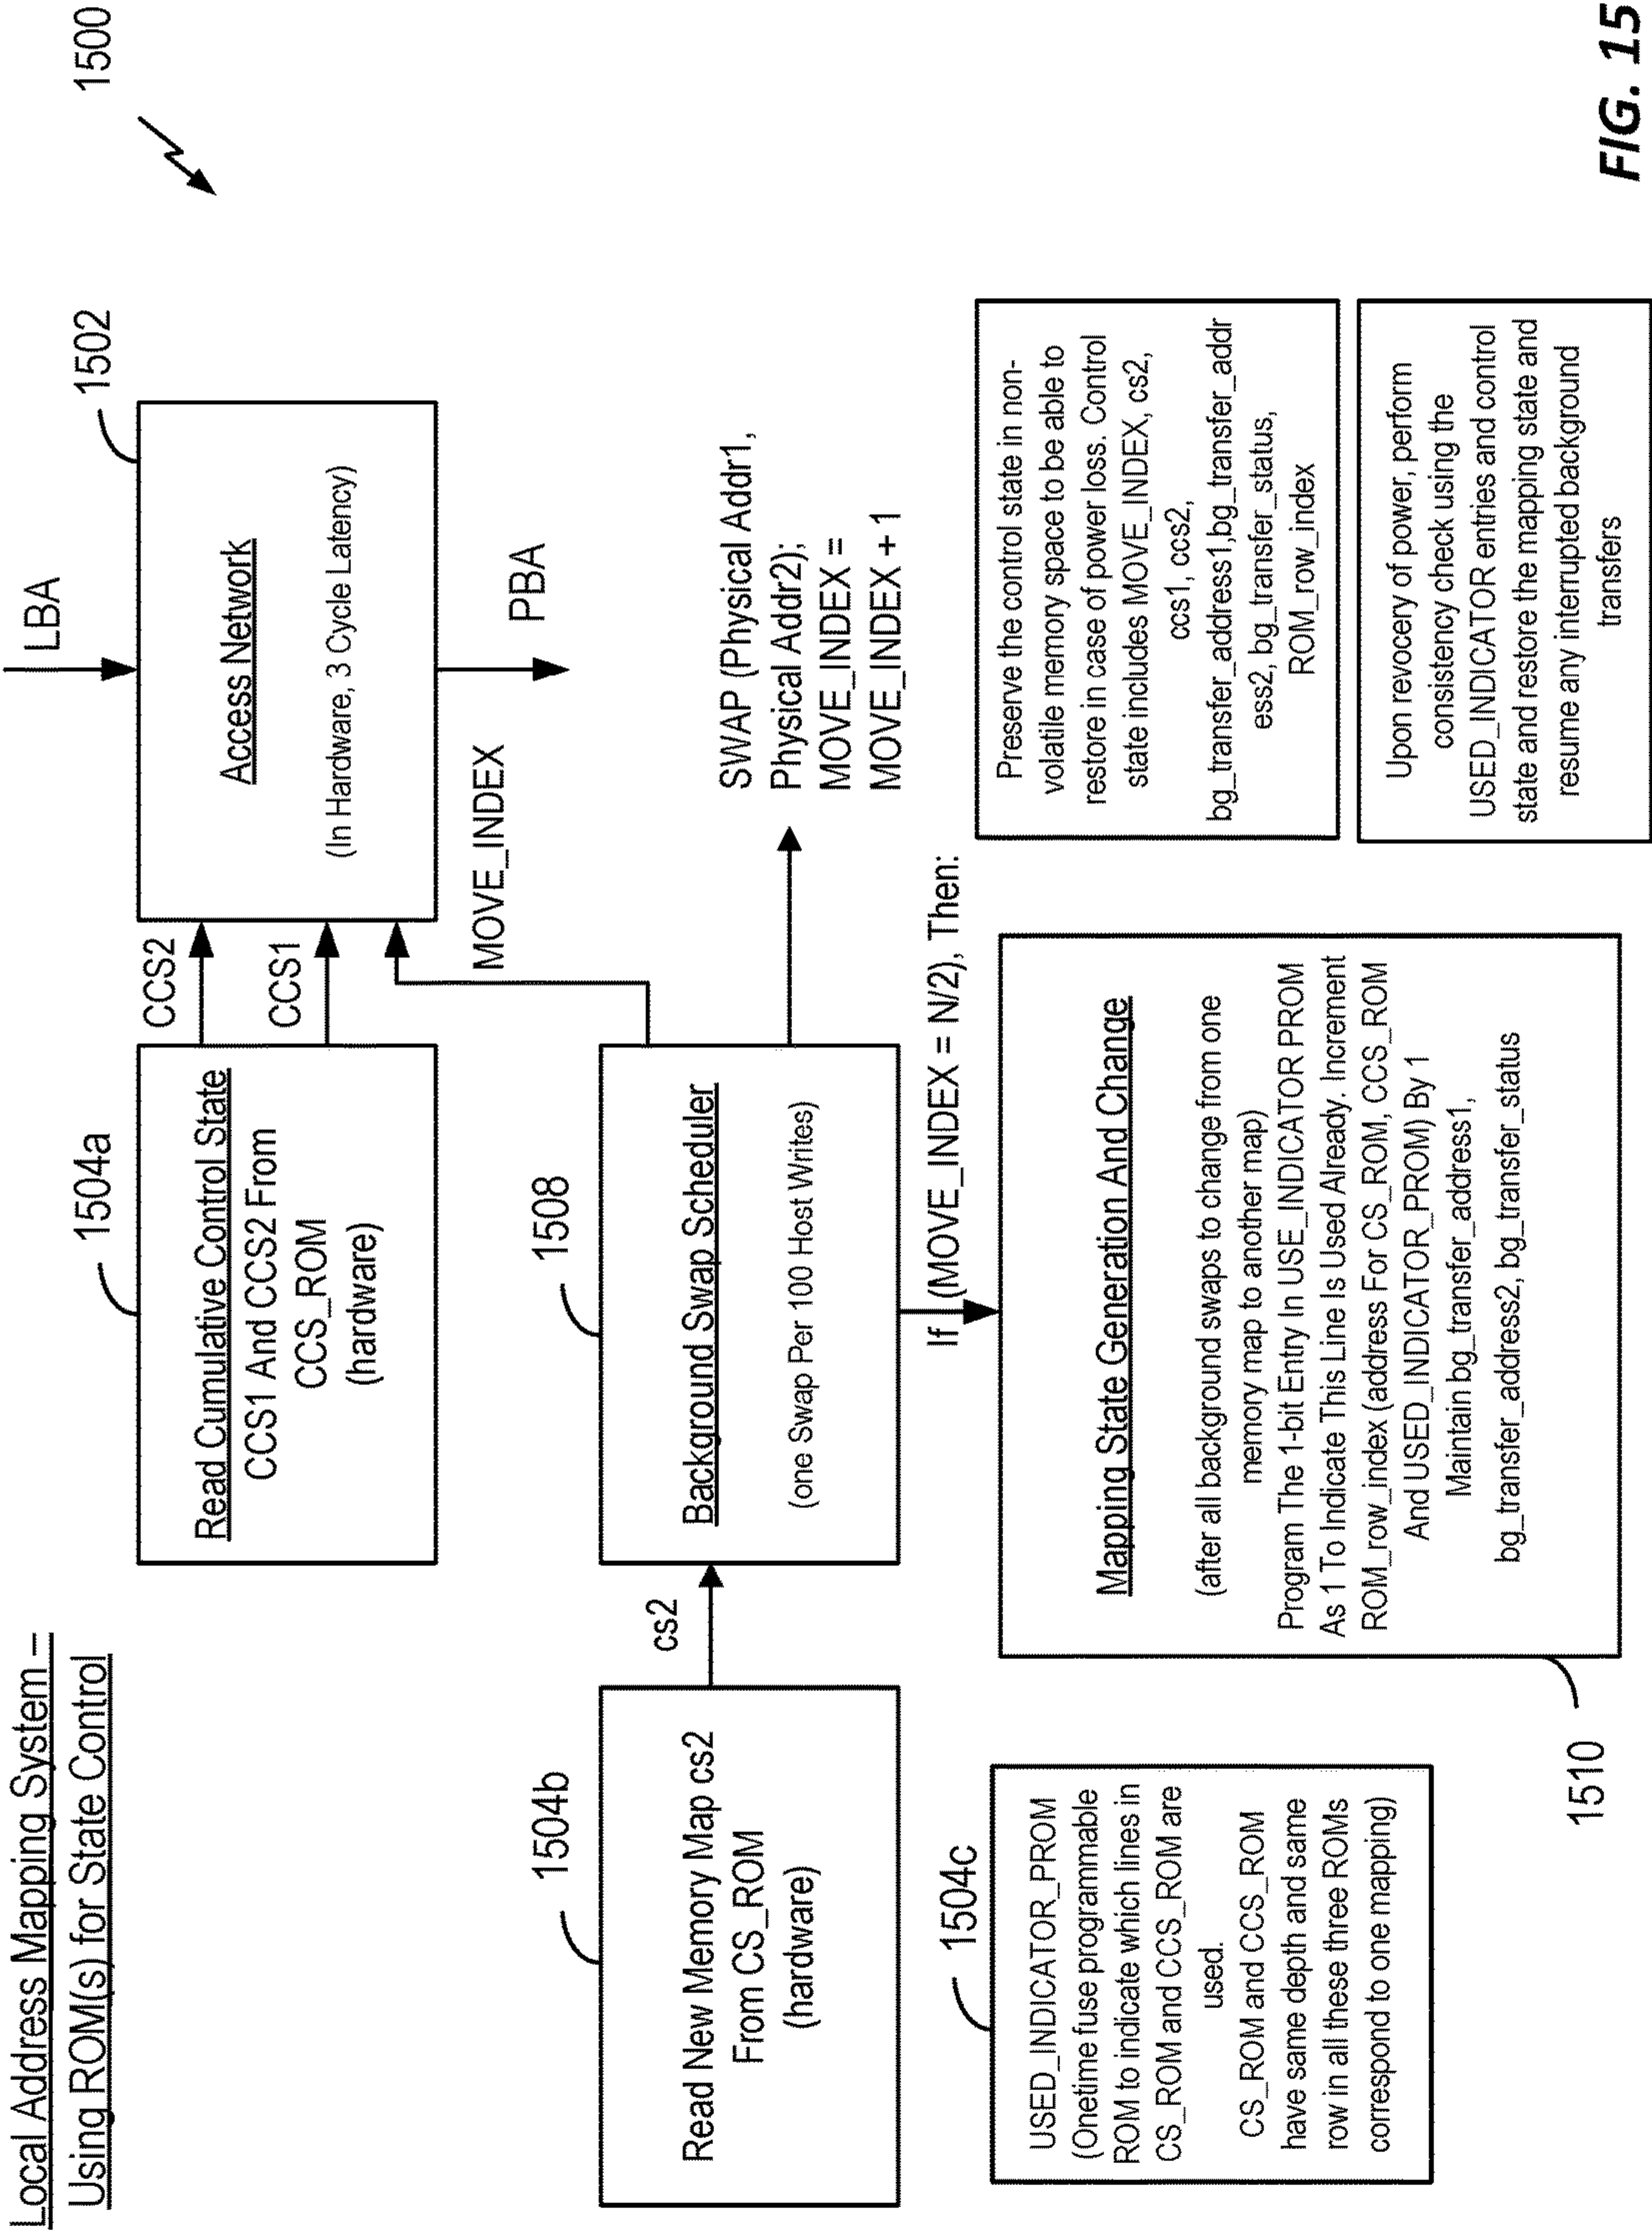 Local Address Mapping System –
Using ROM(s) for State Control
1500
LBA
1502
Access Network
(In Hardware, 3 Cycle Latency)
PBA
CCS2
CCS1
MOVE_INDEX
1504a
Read Cumulative Control State
CCS1 And CCS2 From
CCS_ROM
(hardware)
1504b
Read New Memory Map cs2
From CS_ROM
(hardware)
cs2
1508
Background Swap Scheduler
(one Swap Per 100 Host Writes)
SWAP (Physical Addr1,
Physical Addr2);
MOVE_INDEX =
MOVE_INDEX + 1
If (MOVE_INDEX = N/2), Then:
1504c
USED_INDICATOR_PROM
(Onetime fuse programmable
ROM to indicate which lines in
CS_ROM and CCS_ROM are
used.
CS_ROM and CCS_ROM
have same depth and same
row in all these three ROMs
correspond to one mapping)
1510
Mapping State Generation And Change
(after all background swaps to change from one
memory map to another map)
Program The 1-bit Entry In USE_INDICATOR PROM
As 1 To Indicate This Line Is Used Already. Increment
ROM_row_index (address For CS_ROM, CCS_ROM
And USED_INDICATOR_PROM) By 1
Maintain bg_transfer_address1,
bg_transfer_address2, bg_transfer_status
Preserve the control state in non-
volatile memory space to be able to
restore in case of power loss. Control
state includes MOVE_INDEX, cs2,
ccs1, ccs2,
bg_transfer_address1,bg_transfer_addr
ess2, bg_transfer_status,
ROM_row_index
Upon revocery of power, perform
consistency check using the
USED_INDICATOR entries and control
state and restore the mapping state and
resume any interrupted background
transfers
FIG. 15